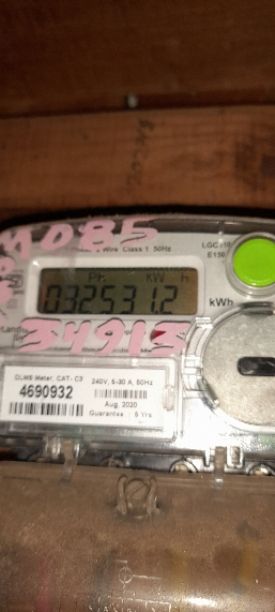 4085
Wire Class 1 50Hz
PH KW H
032531.2
kWh
34913
DLMS Meter, CAT- C3
4690932
240V, 5-30 A, 50Hz
Aug. 2020
Guarantee : 5 Yrs